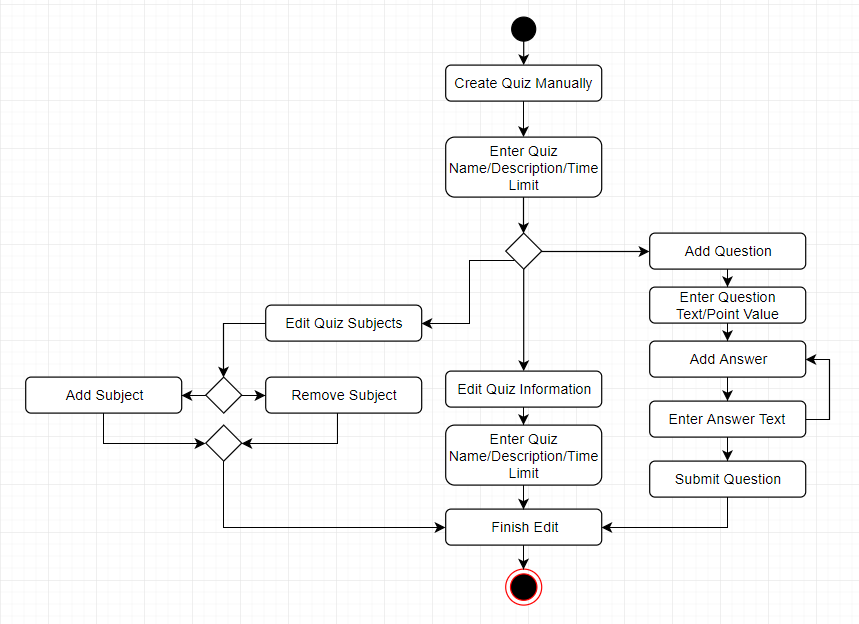 Create Quiz Manually
Enter Quiz
Name/Description/Time
Limit
Add Question
Enter Question
Text/Point Value
Edit Quiz Subjects
Add Answer
Add Subject
Remove Subject
Edit Quiz Information
Enter Answer Text
Enter Quiz
Name/Description/Time
Limit
Submit Question
Finish Edit